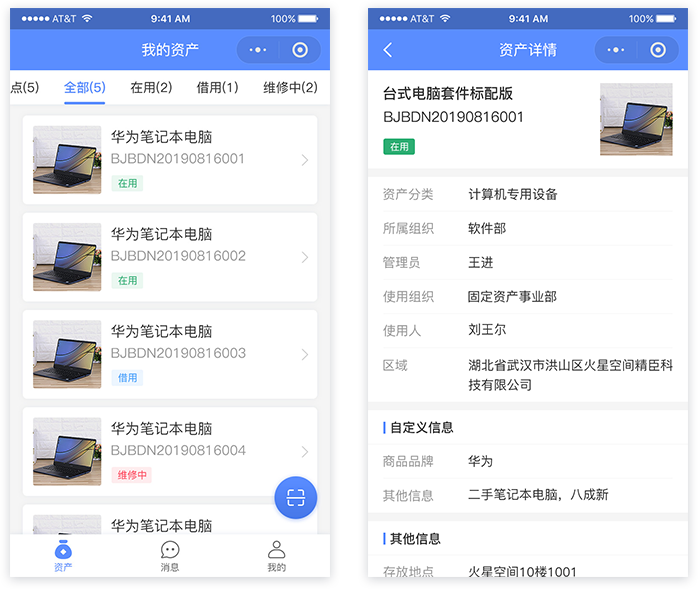 AT&T 9:41 AM 100%
我的资产
点(5) 全部(5) 在用(2) 借用(1) 维修中(2)
华为笔记本电脑
BJBDN20190816001
在用
华为笔记本电脑
BJBDN20190816002
在用
华为笔记本电脑
BJBDN20190816003
借用
华为笔记本电脑
BJBDN20190816004
维修中
华为笔记本电脑
资产 消息 我的
AT&T 9:41 AM 100%
资产详情
台式电脑套件标配版
BJBDN20190816001
在用
资产分类 计算机专用设备
所属组织 软件部
管理员 王进
使用组织 固定资产事业部
使用人 刘王尔
区域 湖北省武汉市洪山区火星空间精臣科
技有限公司
自定义信息
商品品牌 华为
其他信息 二手笔记本电脑，八成新
其他信息
存放地点 火星空间10楼1001